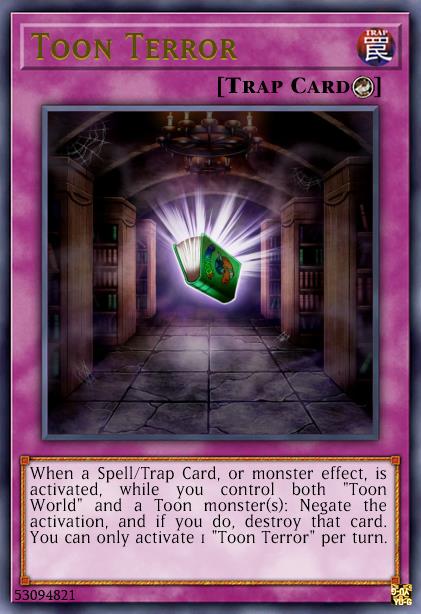 TOON TERROR
TRAP
罠
[TRAP CARD]
When a Spell/Trap Card, or monster effect, is
activated, while you control both "Toon
World" and a Toon monster(s): Negate the
activation, and if you do, destroy that card.
You can only activate 1 "Toon Terror" per turn.
53094821